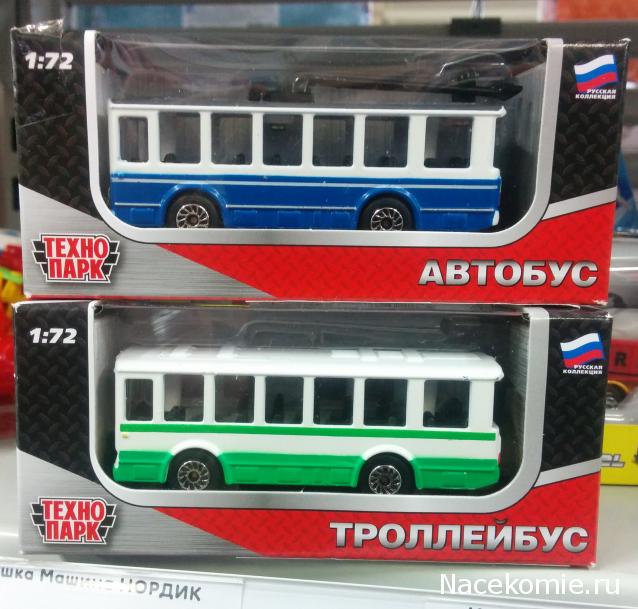 1:72
РУССКАЯ
КОЛЛЕКЦИЯ
ТЕХНО
ПАРК
АВТОБУС
1:72
РУССКАЯ
КОЛЛЕКЦИЯ
ТЕХНО
ПАРК
ТРОЛЛЕЙБУС
шка Машина НОРДИК
Nacekomie.ru